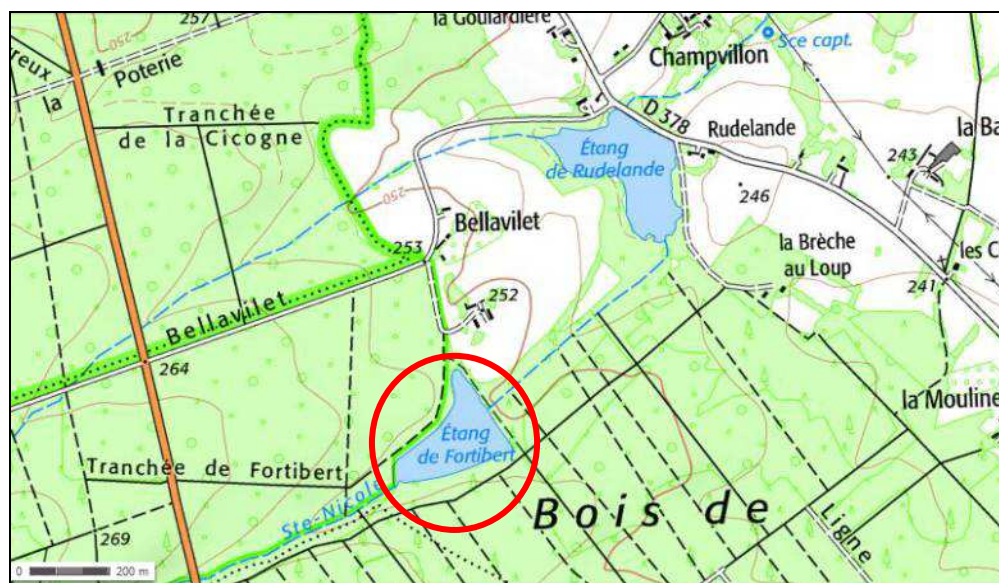 257
250
la Goulardière
Champvillon
Sce capt.
reux
la
Poterie
Tranchée
de la Cicogne
D 378
Étang
de Rudelande
Rudelande
la Ba
243
246
250
Bellavilet
253
la Brèche
au Loup
les C
241
252
Bellavilet
264
la Mouline
Étang
de Fortibert
Tranchée de Fortibert
Ste-Nicole
Bois de
Ligne
269
0 200 m